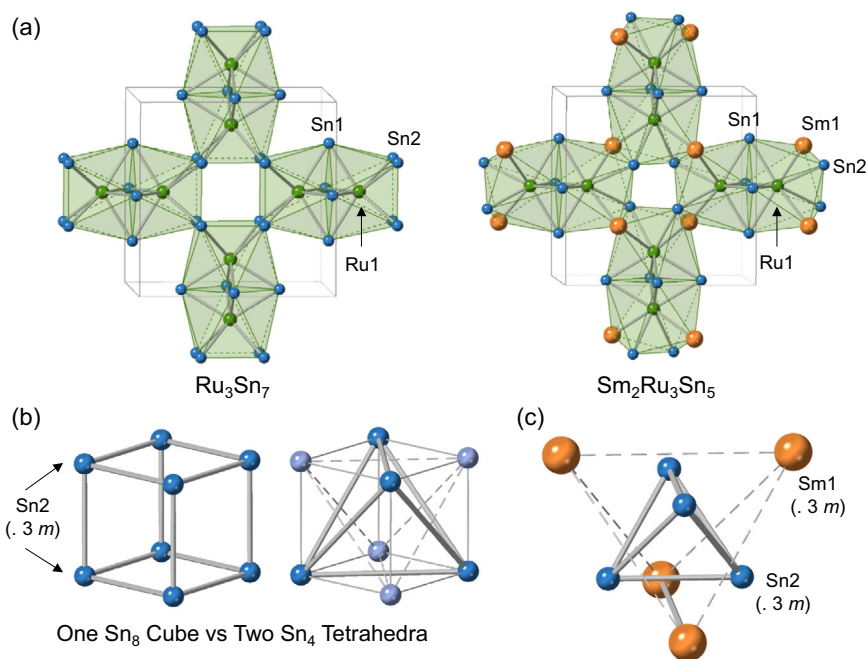 (a)
Sn1
Sn2
Ru1
Ru₃Sn₇
Sn1
Sm1
Sn2
Ru1
Sm₂Ru₃Sn₅
(b)
Sn2
(. 3 m)
One Sn₈ Cube vs Two Sn₄ Tetrahedra
(c)
Sm1
(. 3 m)
Sn2
(. 3 m)